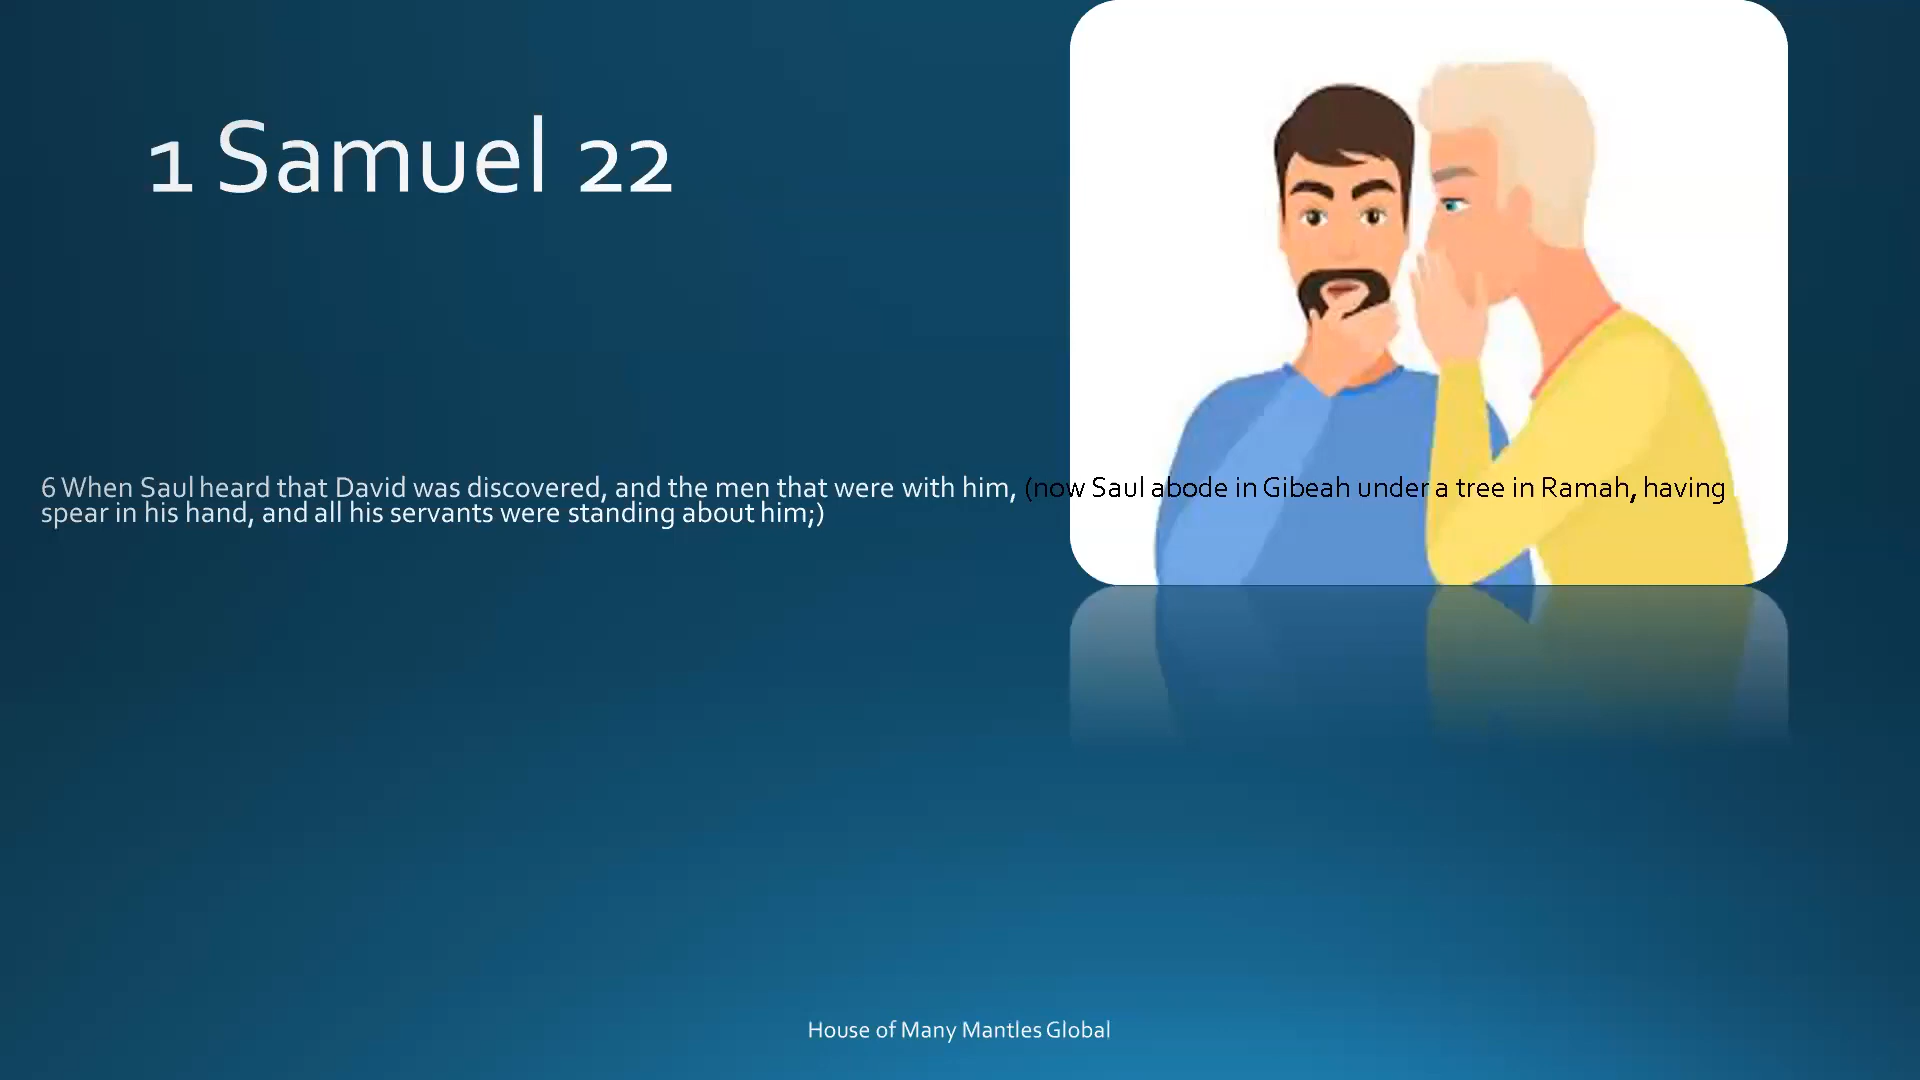 1 Samuel 22
6 When Saul heard that David was discovered, and the men that were with him, (now Saul abode in Gibeah under a tree in Ramah, having
spear in his hand, and all his servants were standing about him;)
House of Many Mantles Global